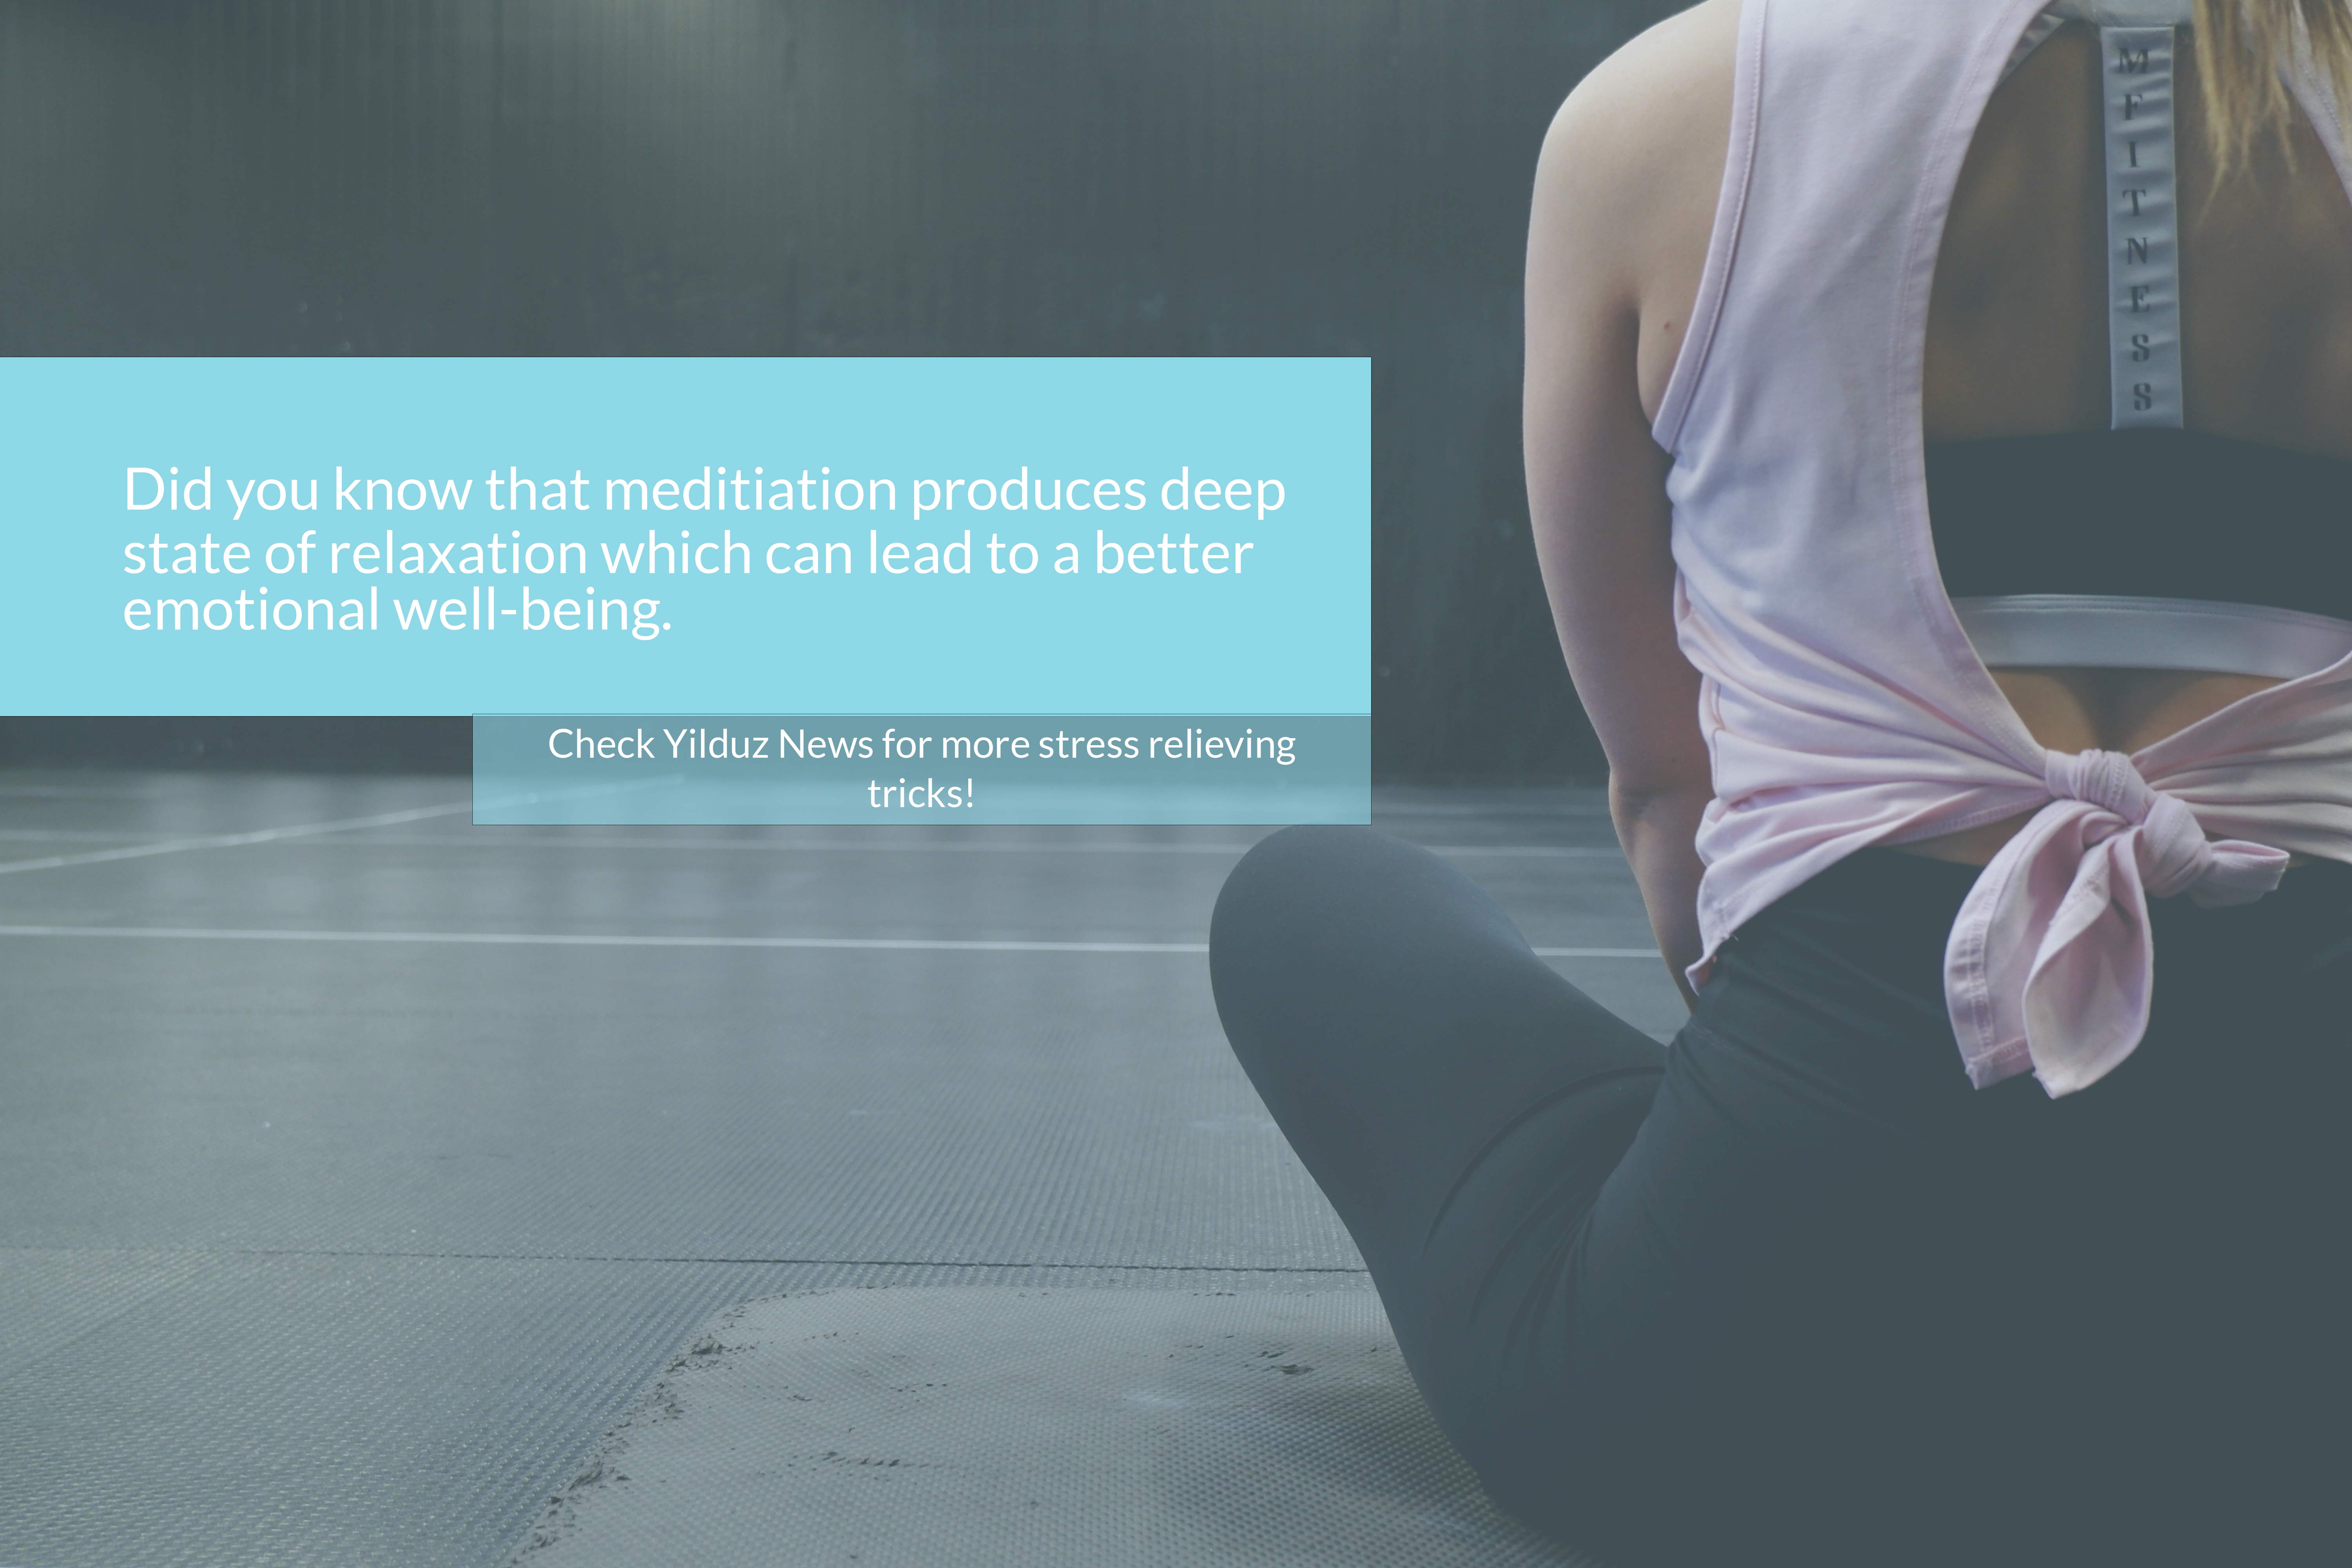 Did you know that meditiation produces deep
state of relaxation which can lead to a better
emotional well-being.
Check Yilduz News for more stress relieving
tricks!
M FITNESS